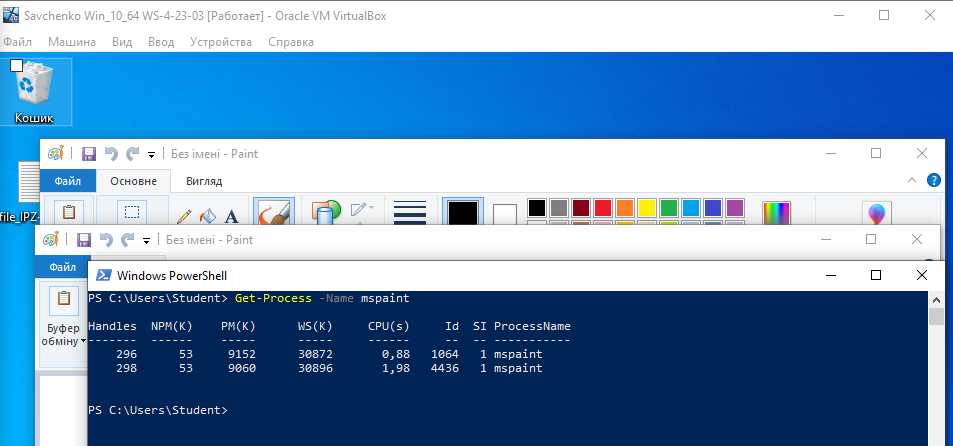 Savchenko Win_10_64 WS-4-23-03 [Работает] - Oracle VM VirtualBox
Файл Машина Вид Ввод Устройства Справка
Кошик
Без імені - Paint
Файл Основне Вигляд
file_IPZ-
A
Без імені - Paint
Файл
Буфер
обміну
Windows PowerShell
PS C:\Users\Student> Get-Process -Name mspaint
Handles NPM(K) PM(K) WS(K) CPU(s) Id SI ProcessName
------- ------ ----- ----- ------ -- -- -----------
296 53 9152 30872 0,88 1064 1 mspaint
298 53 9060 30896 1,98 4436 1 mspaint
PS C:\Users\Student>